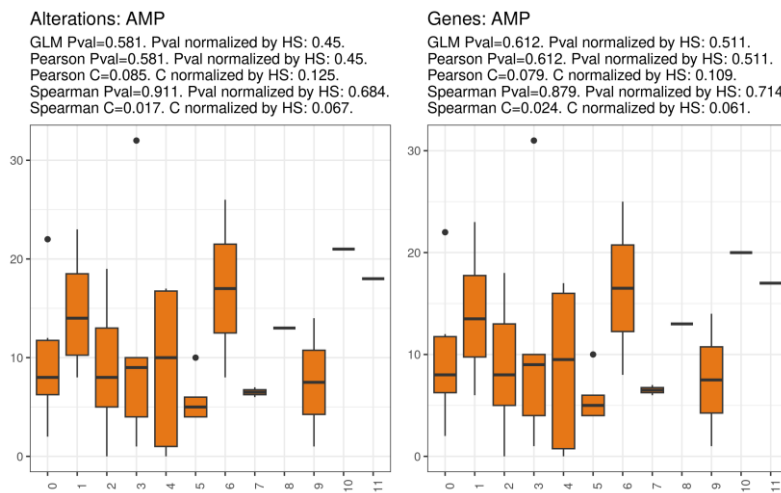 Alterations: AMP
GLM Pval=0.581. Pval normalized by HS: 0.45.
Pearson Pval=0.581. Pval normalized by HS: 0.45.
Pearson C=0.085. C normalized by HS: 0.125.
Spearman Pval=0.911. Pval normalized by HS: 0.684.
Spearman C=0.017. C normalized by HS: 0.067.
30
20
10
0
0 1 2 3 4 5 6 7 8 9 10 11
Genes: AMP
GLM Pval=0.612. Pval normalized by HS: 0.511.
Pearson Pval=0.612. Pval normalized by HS: 0.511.
Pearson C=0.079. C normalized by HS: 0.109.
Spearman Pval=0.879. Pval normalized by HS: 0.714
Spearman C=0.024. C normalized by HS: 0.061.
30
20
10
0
0 1 2 3 4 5 6 7 8 9 10 11